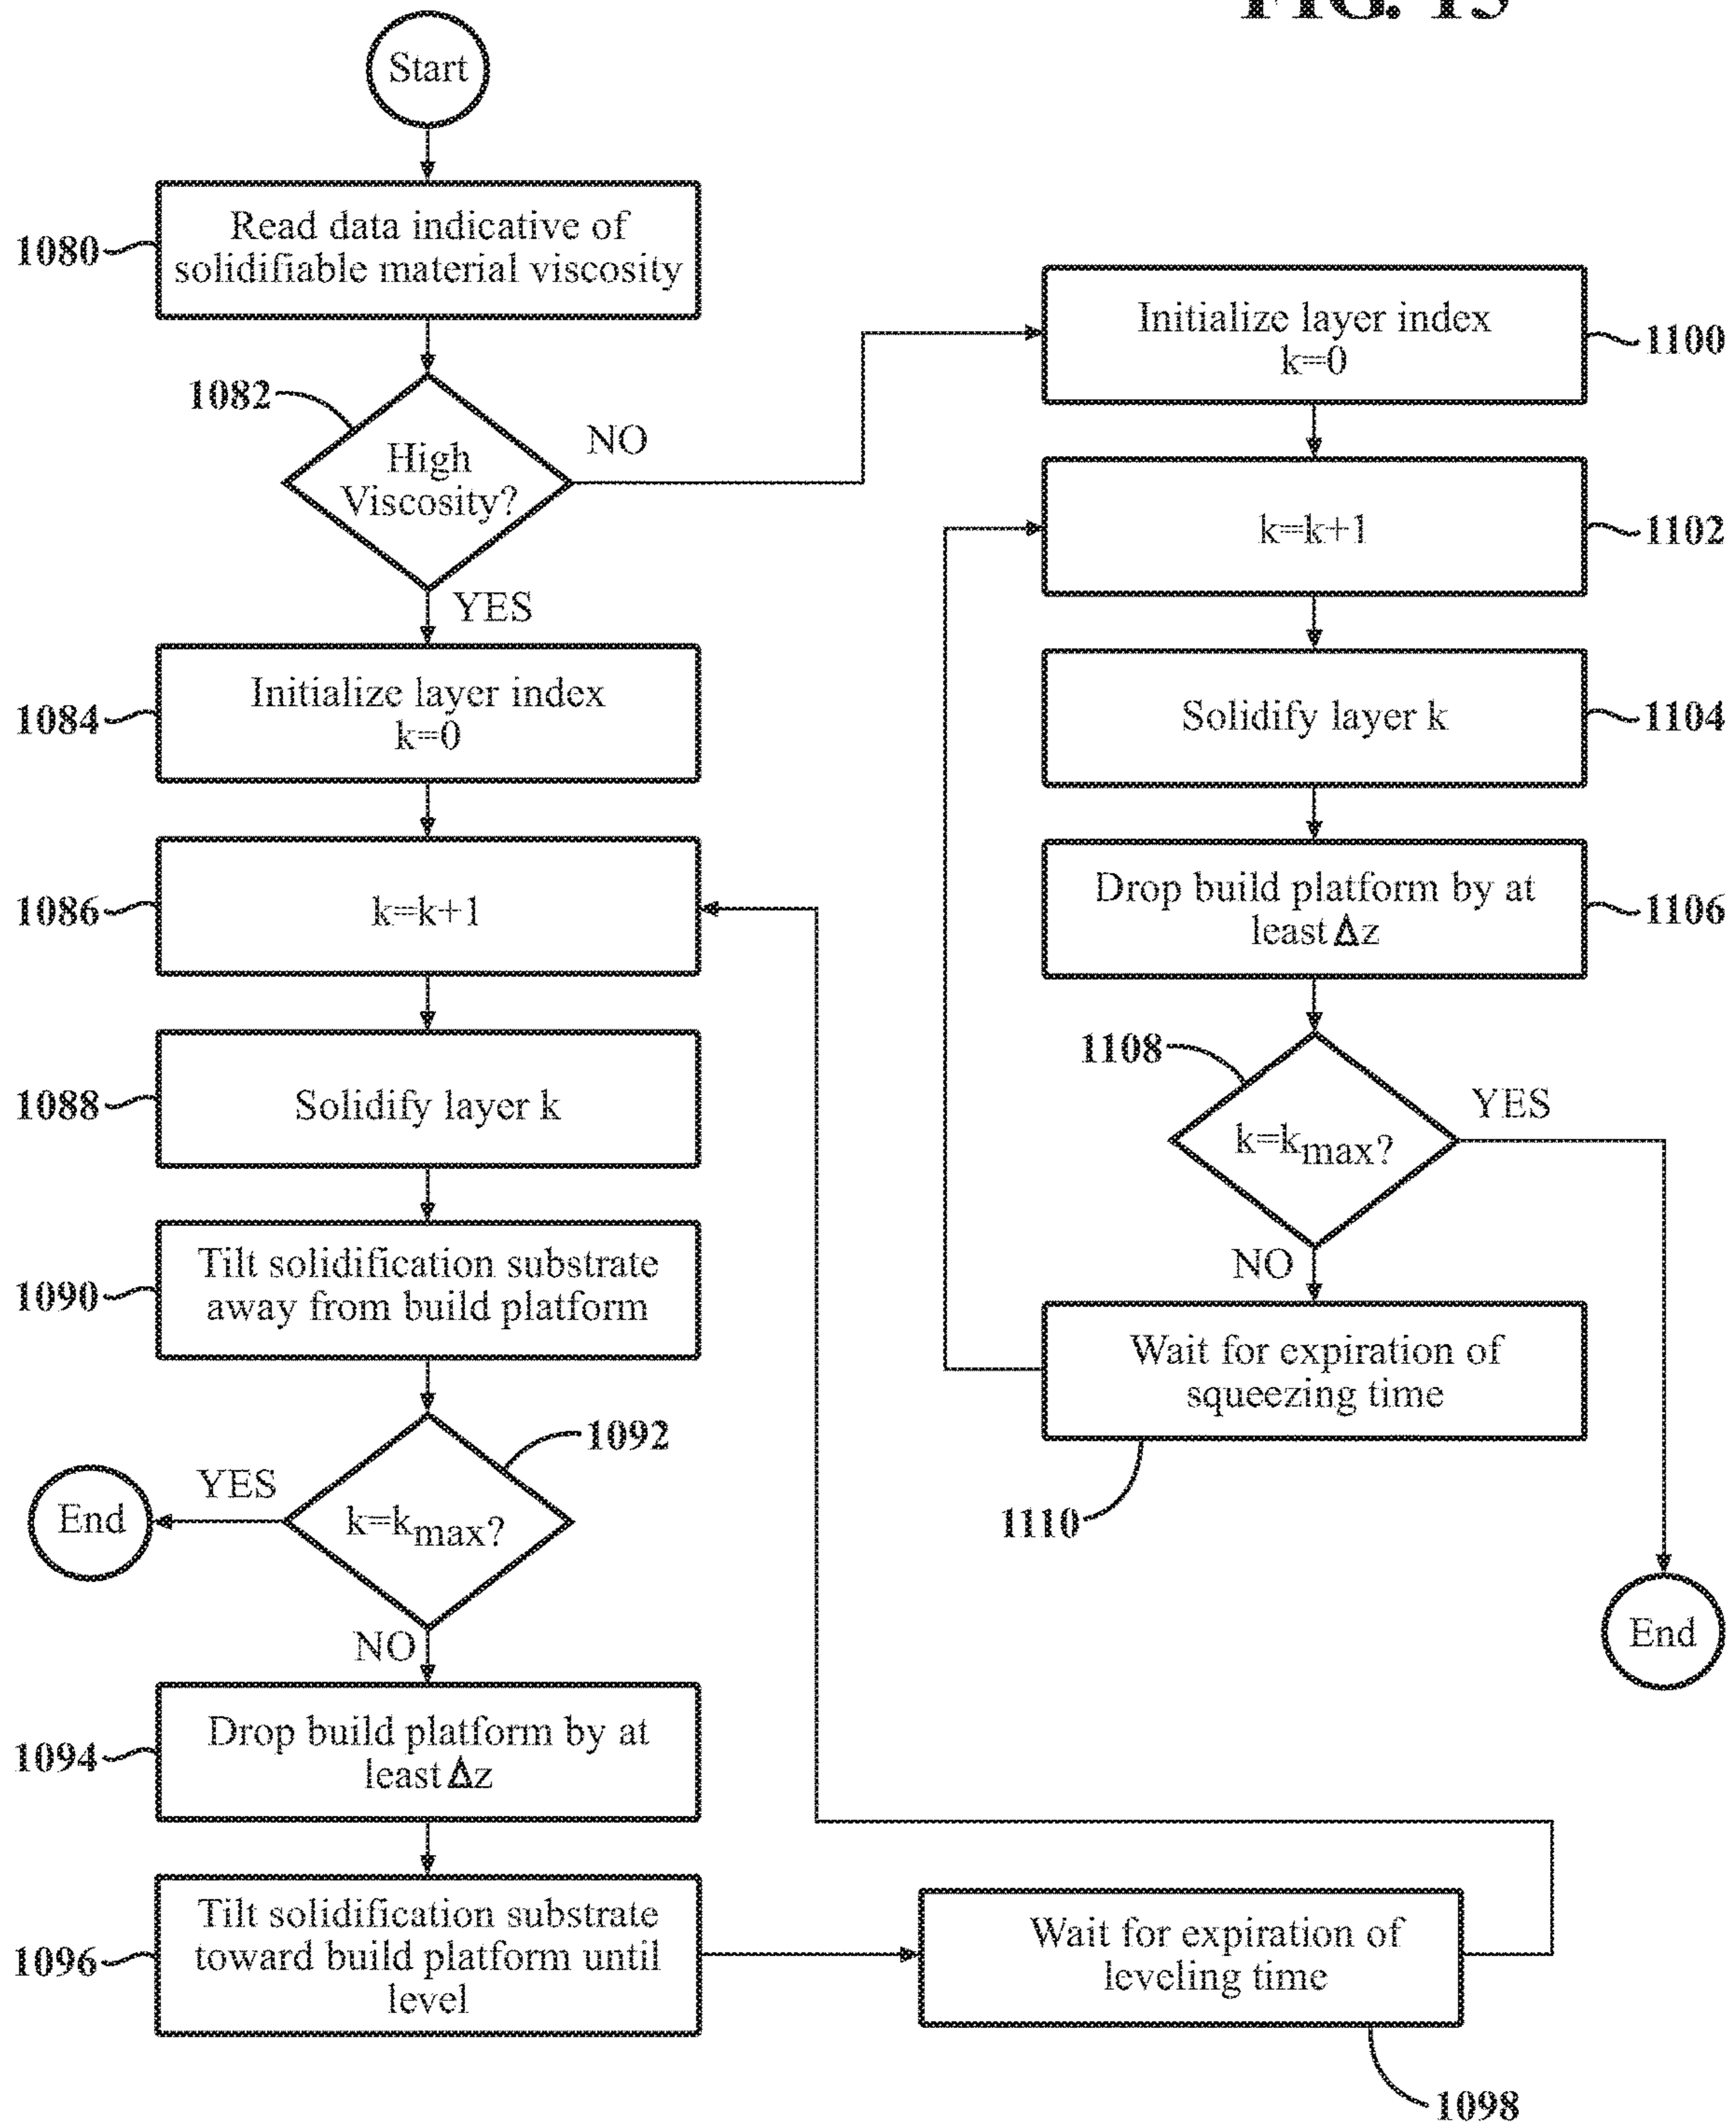 FIG. 15
Start
1080
Read data indicative of
solidifiable material viscosity
1082
High
Viscosity?
NO
YES
1084
Initialize layer index
k=0
1086
k=k+1
1088
Solidify layer k
1090
Tilt solidification substrate
away from build platform
1092
k=kmax?
YES
End
NO
1094
Drop build platform by at
least Δz
1096
Tilt solidification substrate
toward build platform until
level
Wait for expiration of
leveling time
1098
Initialize layer index
k=0
1100
k=k+1
1102
Solidify layer k
1104
Drop build platform by at
least Δz
1106
1108
k=kmax?
YES
NO
Wait for expiration of
squeezing time
1110
End